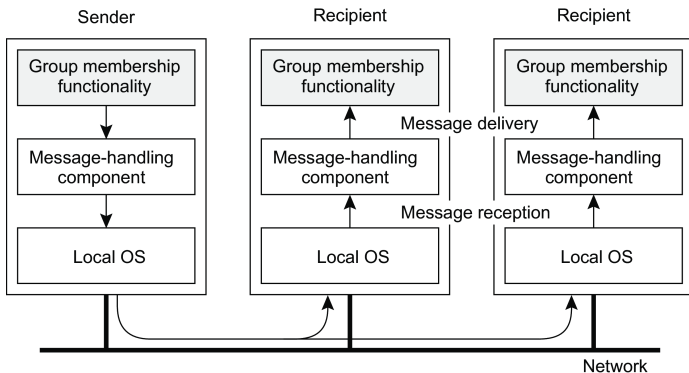 Sender
Recipient
Recipient
Group membership
functionality
Group membership
functionality
Group membership
functionality
Message delivery
Message-handling
component
Message-handling
component
Message-handling
component
Message reception
Local OS
Local OS
Local OS
Network